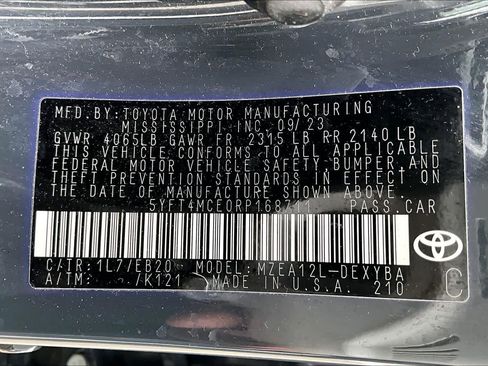 MFD. BY: TOYOTA MOTOR MANUFACTURING
MISSISSIPPI INC. 09/23
GVWR 4065LB GAWR FR 2315 LB RR 2140 LB
THIS VEHICLE CONFORMS TO ALL APPLICABLE
FEDERAL MOTOR VEHICLE SAFETY, BUMPER, AND
THEFT PREVENTION STANDARDS IN EFFECT ON
THE DATE OF MANUFACTURE SHOWN ABOVE.
5YFT4MCE0RP168711 PASS. CAR
C/TR: 1L7/EB20 MODEL: MZEA12L-DEXYBA
A/TM: /K121 MADE IN U.S.A. 210
TOYOTA
C